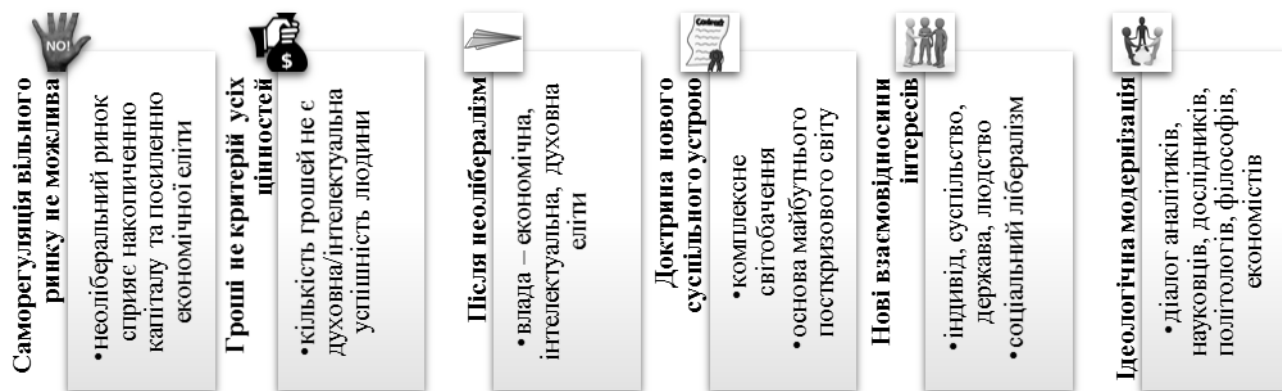 Саморегуляція вільного
ринку не можлива
NO!
•неоліберальний ринок
сприяє накопиченню
капіталу та посиленню
економічної еліти
Гроші не критерій усіх
цінностей
$
•кількість грошей не є
духовна/інтелектуальна
успішність людини
Після неолібералізм
•влада – економічна,
інтелектуальна, духовна
еліти
Доктрина нового
суспільного устрою
Contract
•комплексне
світобачення
•основа майбутнього
посткризового світу
Нові взаємовідносини
інтересів
•індивід, суспільство,
держава, людство
•соціальний лібералізм
Ідеологічна модернізація
•діалог аналітиків,
науковців, дослідників,
політологів, філософів,
економістів